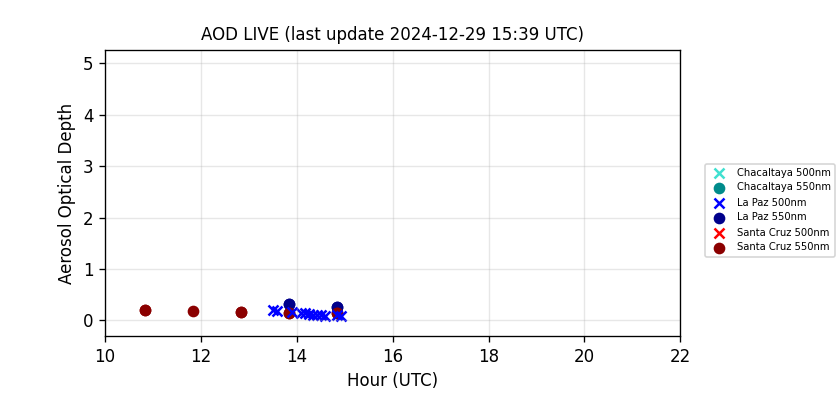 AOD LIVE (last update 2024-12-29 15:39 UTC)
Aerosol Optical Depth
5
4
3
2
1
0
10 12 14 16 18 20 22
Hour (UTC)
Chacaltaya 500nm
Chacaltaya 550nm
La Paz 500nm
La Paz 550nm
Santa Cruz 500nm
Santa Cruz 550nm